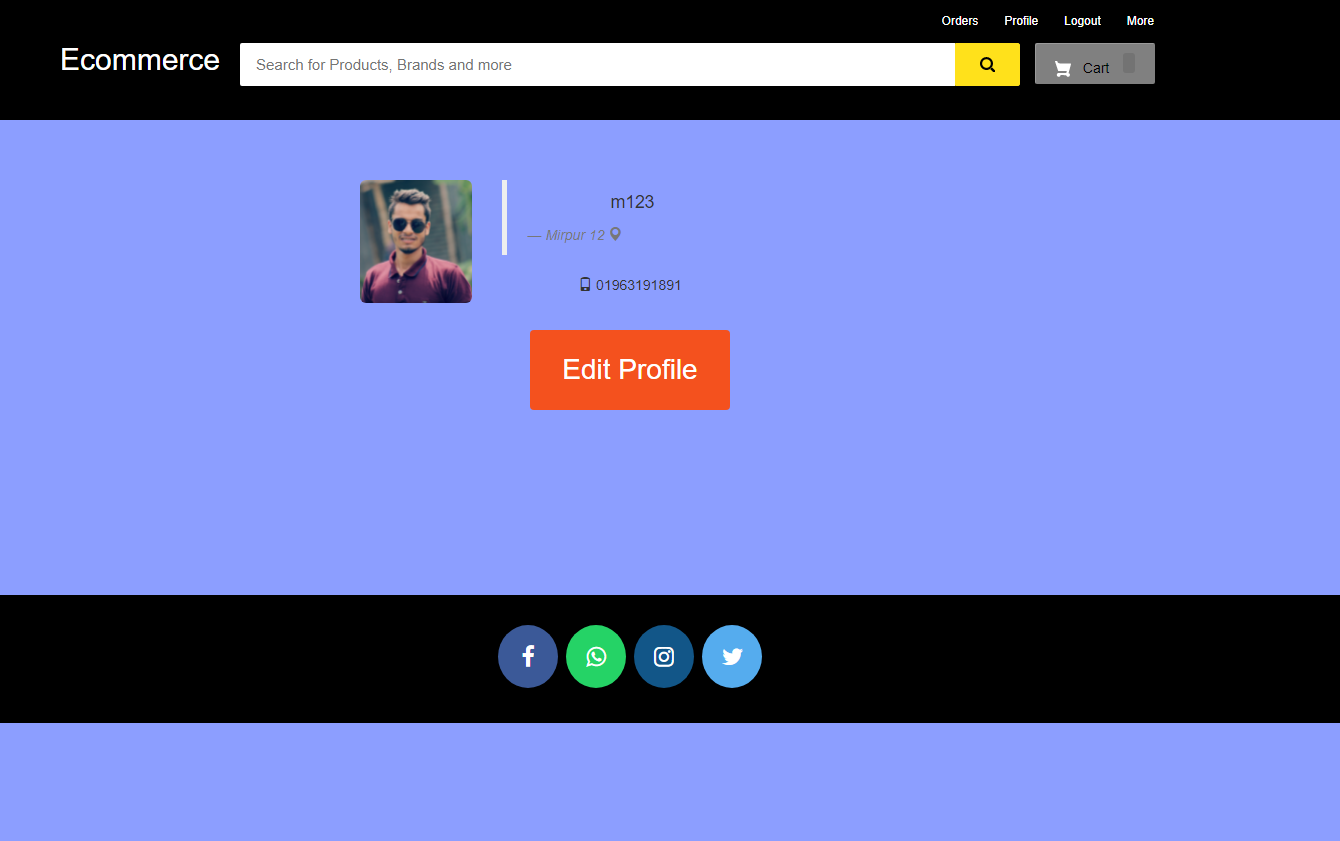 Orders Profile Logout More
Ecommerce
Search for Products, Brands and more
Cart
m123
— Mirpur 12
01963191891
Edit Profile